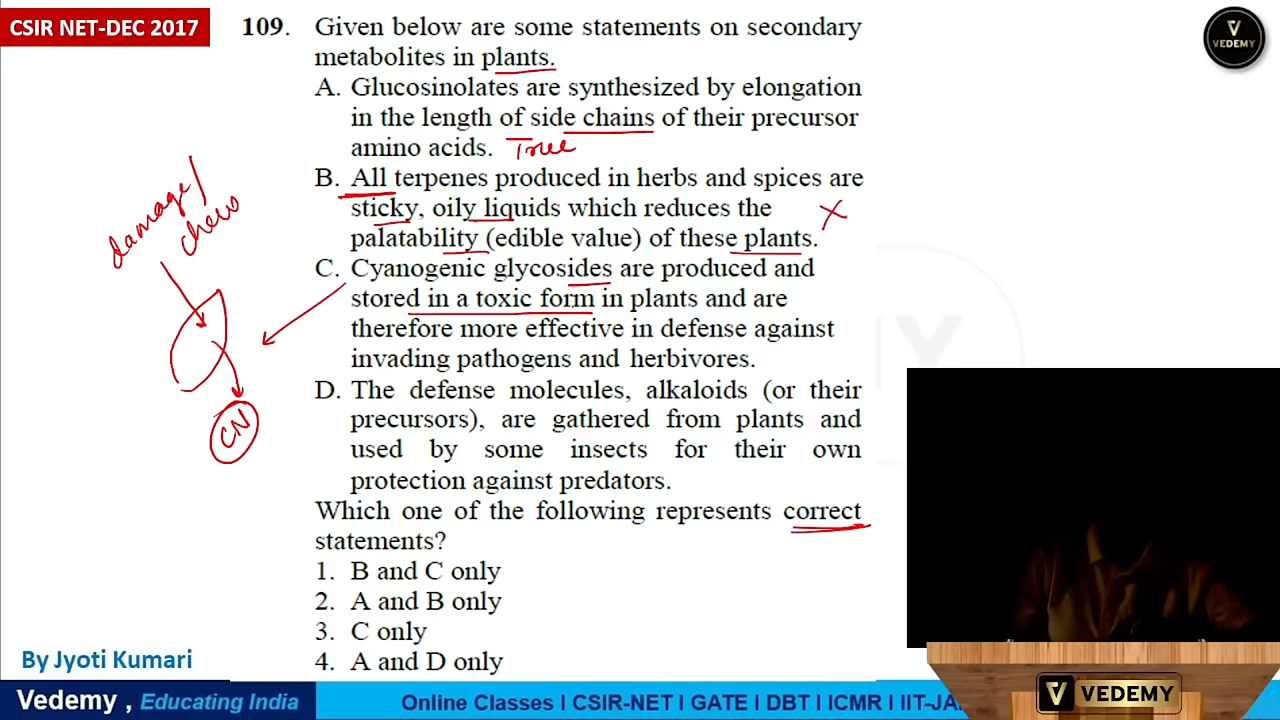 CSIR NET-DEC 2017
109. Given below are some statements on secondary
metabolites in plants.
A. Glucosinolates are synthesized by elongation
in the length of side chains of their precursor
amino acids. True
B. All terpenes produced in herbs and spices are
sticky, oily liquids which reduces the
palatability (edible value) of these plants. ×
C. Cyanogenic glycosides are produced and
stored in a toxic form in plants and are
therefore more effective in defense against
invading pathogens and herbivores.
D. The defense molecules, alkaloids (or their
precursors), are gathered from plants and
used by some insects for their own
protection against predators.
Which one of the following represents correct
statements?
1. B and C only
2. A and B only
3. C only
4. A and D only
damage/
chew
CN
V
VEDEMY
By Jyoti Kumari
Vedemy , Educating India
Online Classes I CSIR-NET I GATE I DBT I ICMR I IIT-JA
V VEDEMY